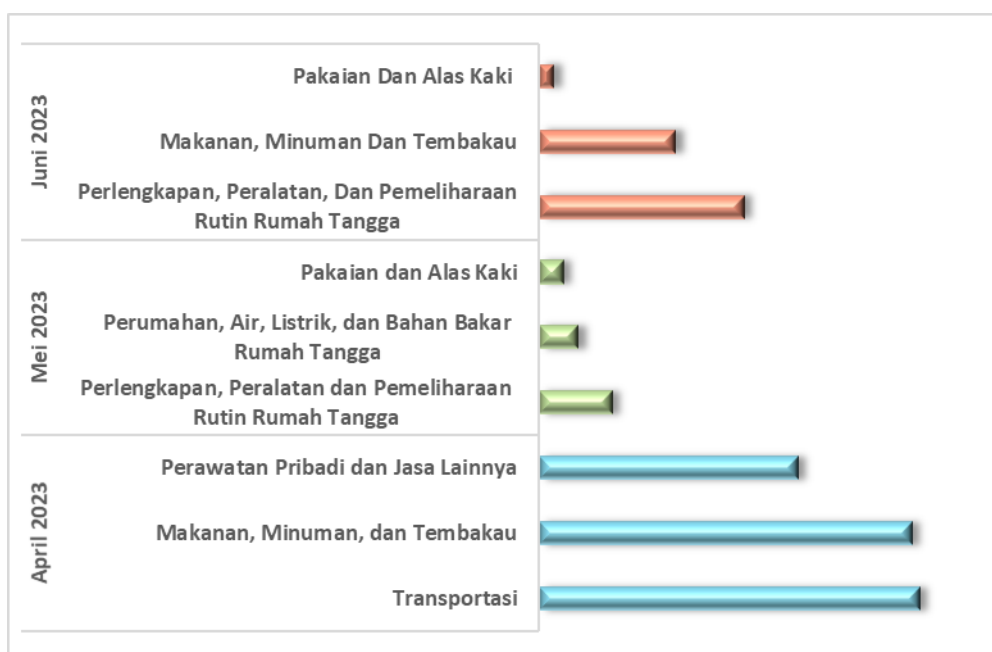 Juni 2023
Pakaian Dan Alas Kaki
Makanan, Minuman Dan Tembakau
Perlengkapan, Peralatan, Dan Pemeliharaan
Rutin Rumah Tangga
Mei 2023
Pakaian dan Alas Kaki
Perumahan, Air, Listrik, dan Bahan Bakar
Rumah Tangga
Perlengkapan, Peralatan dan Pemeliharaan
Rutin Rumah Tangga
April 2023
Perawatan Pribadi dan Jasa Lainnya
Makanan, Minuman, dan Tembakau
Transportasi